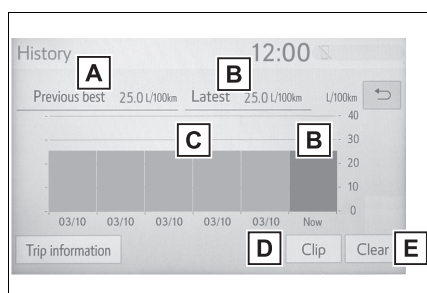 History 12:00
A B
Previous best 25.0 L/100km Latest 25.0 L/100km L/100km
40
C B
30
20
10
0
03/10 03/10 03/10 03/10 03/10 Now
Trip information D Clip Clear E